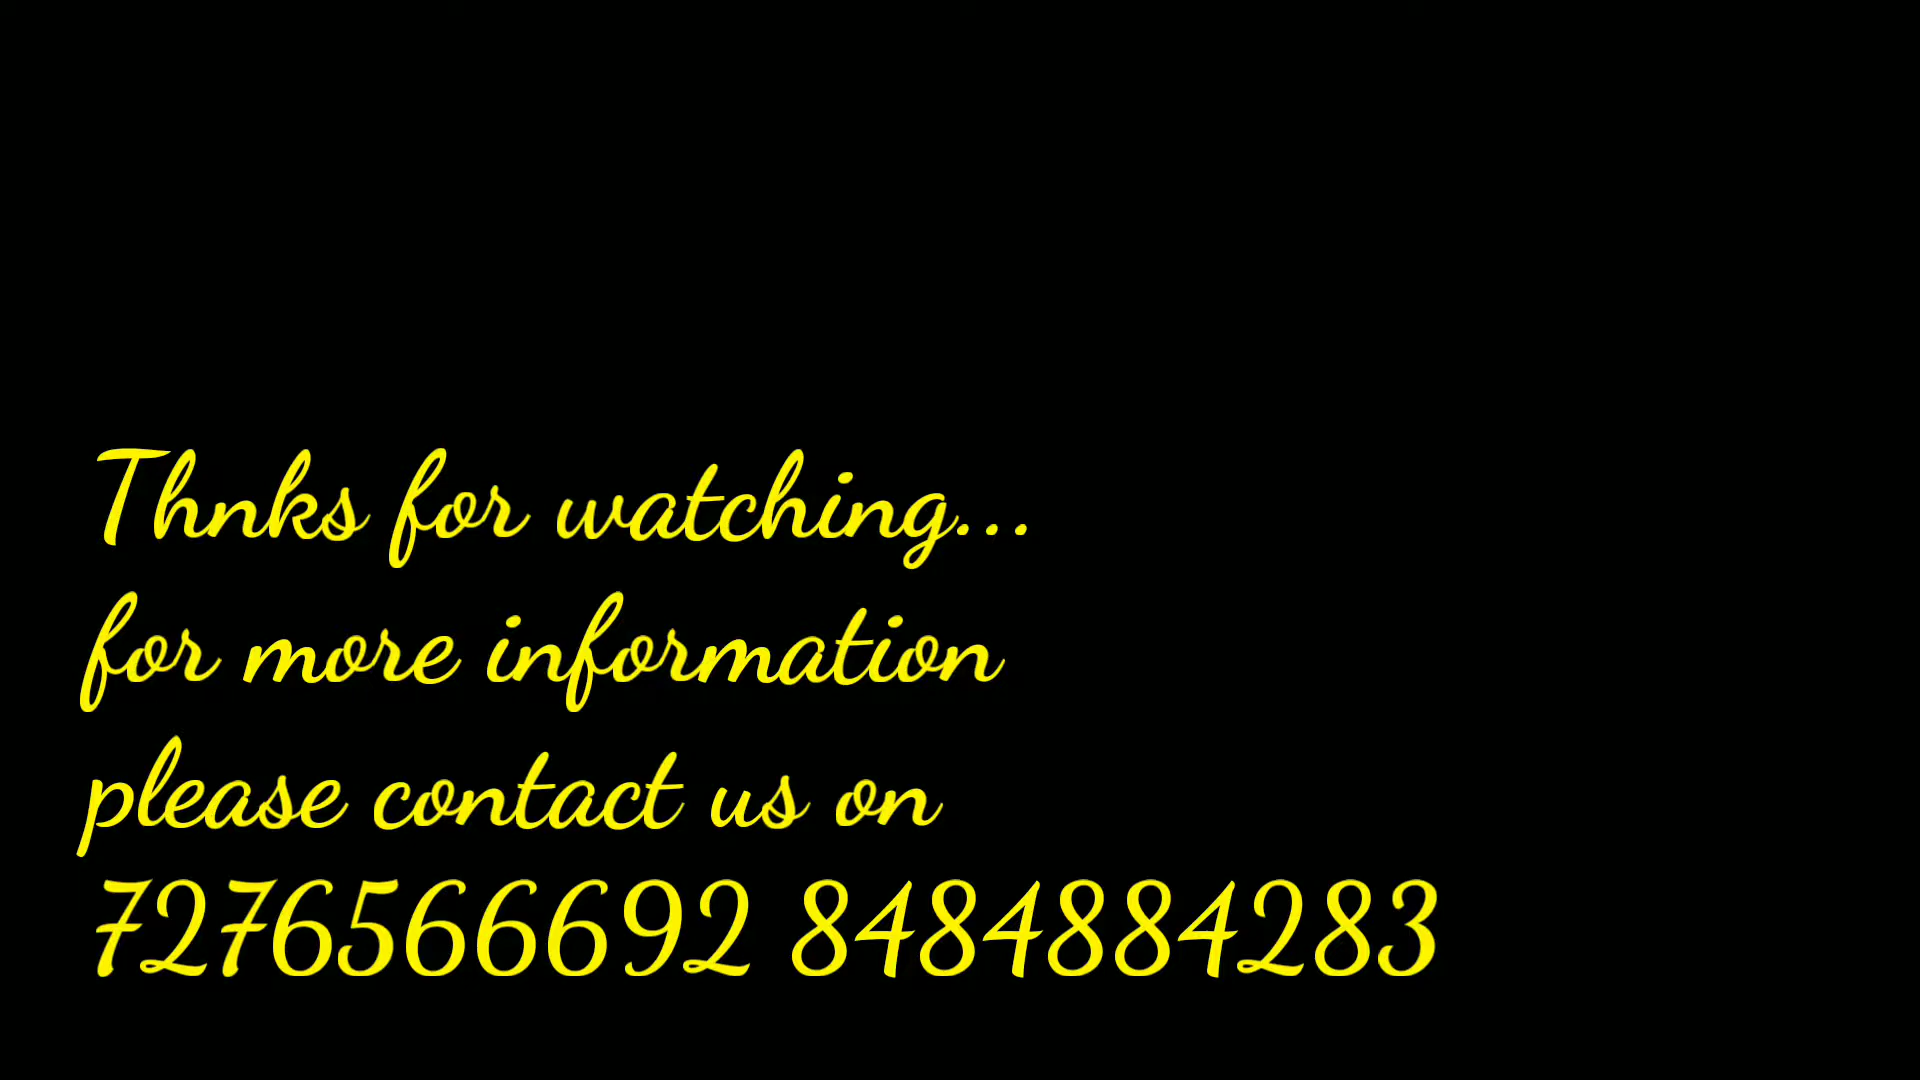 Thnks for watching...
for more information
please contact us on
7276566692 8484884283